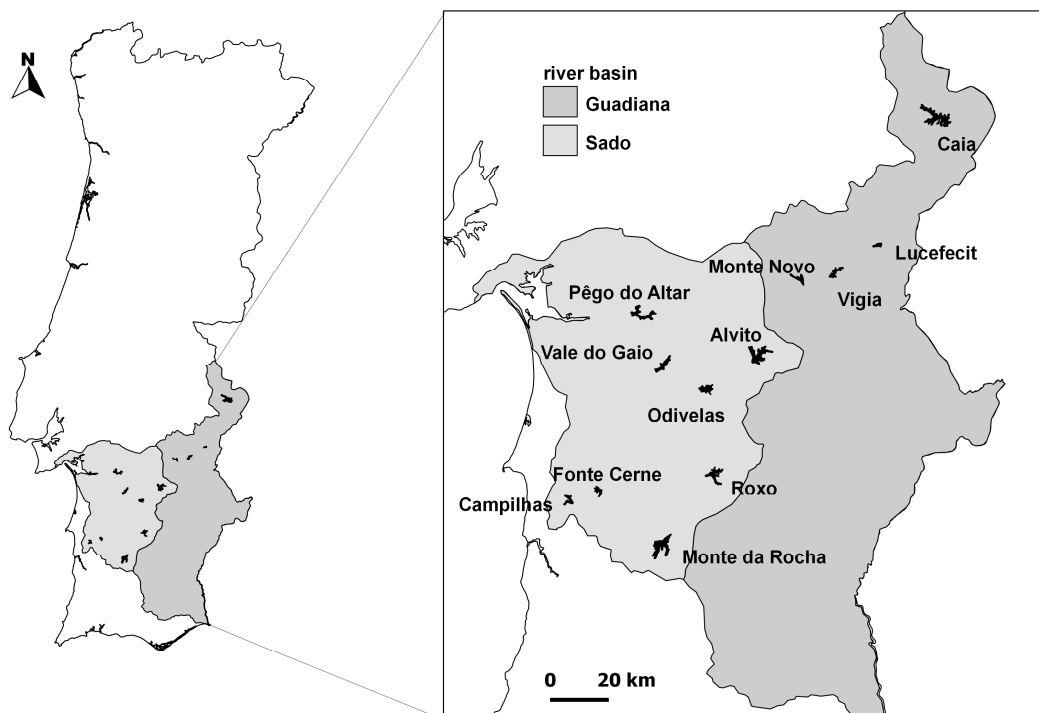 N
river basin
Guadiana
Sado
Caia
Lucefecit
Monte Novo
Vigia
Pêgo do Altar
Alvito
Vale do Gaio
Odivelas
Fonte Cerne
Roxo
Campilhas
Monte da Rocha
0 20 km